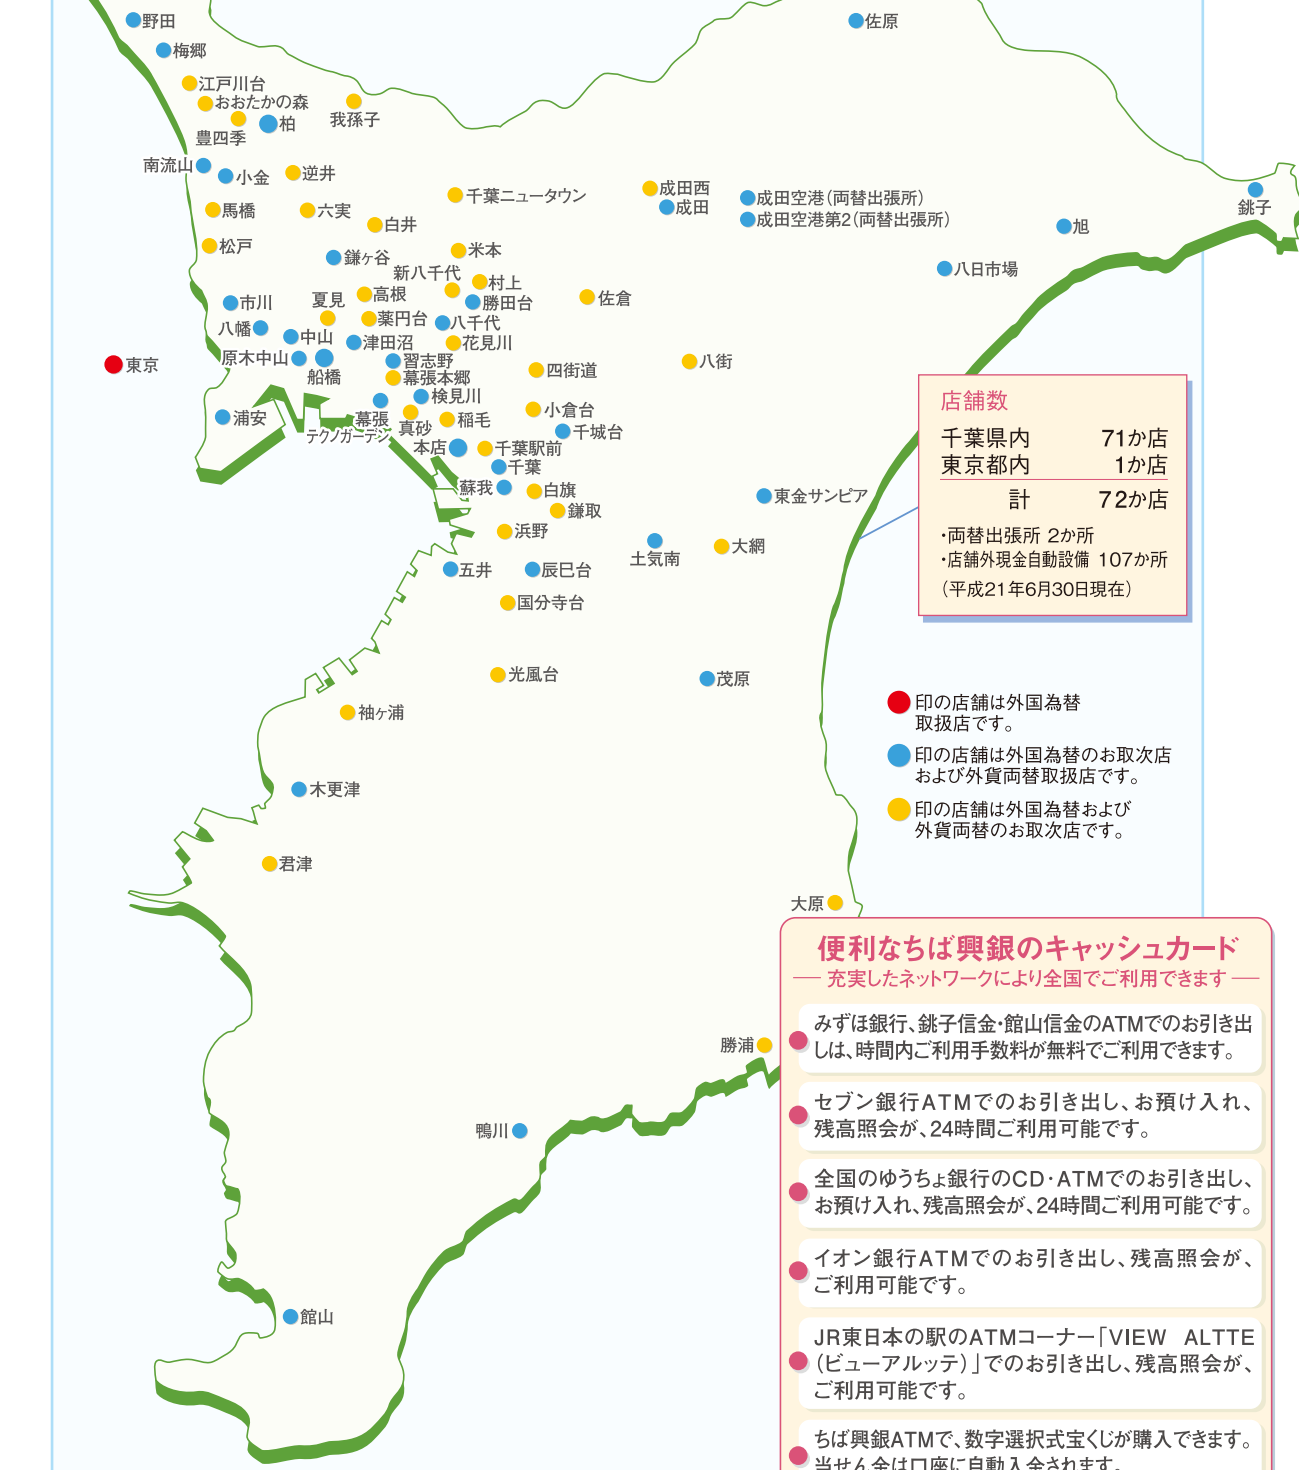 野田
佐原
梅郷
江戸川台
おおたかの森
我孫子
豊四季
柏
南流山
小金
逆井
馬橋
六実
千葉ニュータウン
成田西
成田
成田空港(両替出張所)
成田空港第2(両替出張所)
銚子
旭
白井
松戸
鎌ヶ谷
米本
八日市場
新八千代
村上
高根
勝田台
佐倉
市川
夏見
薬円台
八千代
八幡
中山
津田沼
花見川
原木中山
船橋
習志野
幕張本郷
四街道
八街
東京
検見川
浦安
幕張
テクノガーデン
真砂
稲毛
小倉台
千城台
本店
千葉駅前
千葉
蘇我
白旗
東金サンピア
鎌取
浜野
土気南
大網
五井
辰巳台
国分寺台
光風台
茂原
袖ヶ浦
木更津
君津
大原
勝浦
鴨川
館山
店舗数
千葉県内 71か店
東京都内 1か店
計 72か店
・両替出張所 2か所
・店舗外現金自動設備 107か所
(平成21年6月30日現在)
印の店舗は外国為替
取扱店です。
印の店舗は外国為替のお取次店
および外貨両替取扱店です。
印の店舗は外国為替および
外貨両替のお取次店です。
便利なちば興銀のキャッシュカード
充実したネットワークにより全国でご利用できます
みずほ銀行、銚子信金・館山信金のATMでのお引き出
しは、時間内ご利用手数料が無料でご利用できます。
セブン銀行ATMでのお引き出し、お預け入れ、
残高照会が、24時間ご利用可能です。
全国のゆうちょ銀行のCD・ATMでのお引き出し、
お預け入れ、残高照会が、24時間ご利用可能です。
イオン銀行ATMでのお引き出し、残高照会が、
ご利用可能です。
JR東日本の駅のATMコーナー「VIEW ALTTE
(ビューアルッテ)」でのお引き出し、残高照会が、
ご利用可能です。
ちば興銀ATMで、数字選択式宝くじが購入できます。
当せん金は口座に自動入金されます。